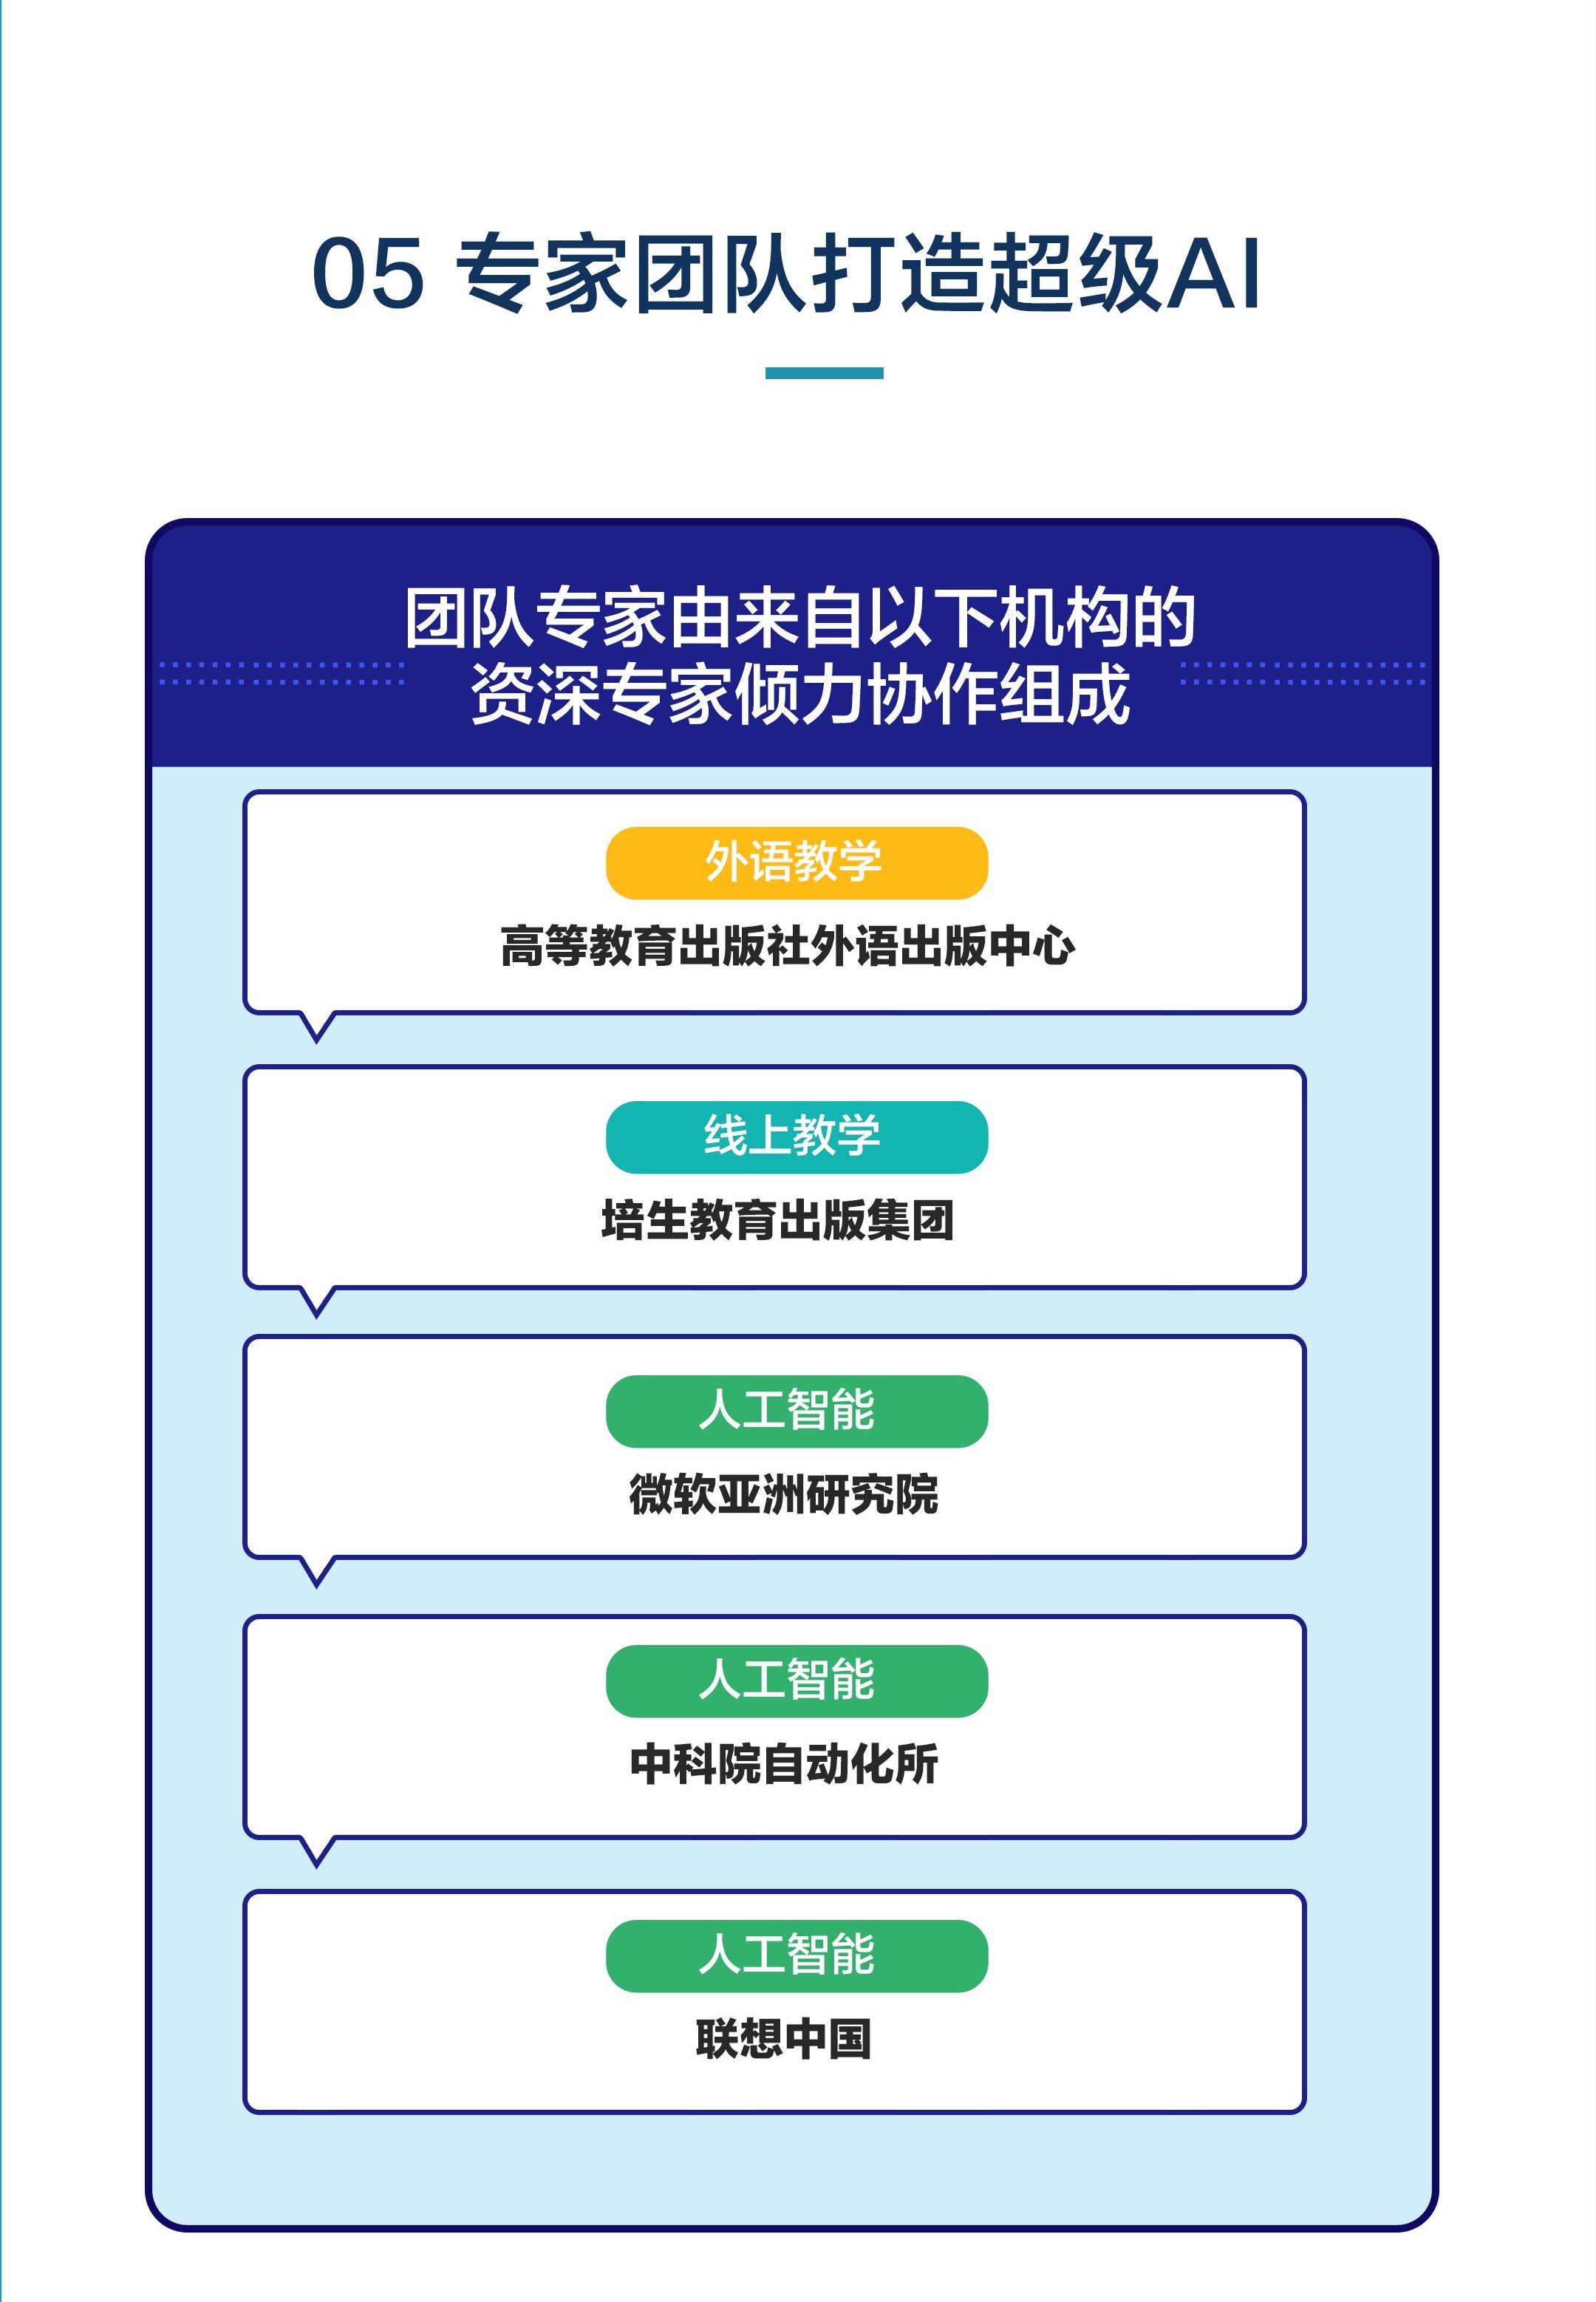 05 专家团队打造超级AI
团队专家由来自以下机构的
资深专家倾力协作组成
外语教学
高等教育出版社外语出版中心
线上教学
培生教育出版集团
人工智能
微软亚洲研究院
人工智能
中科院自动化所
人工智能
联想中国